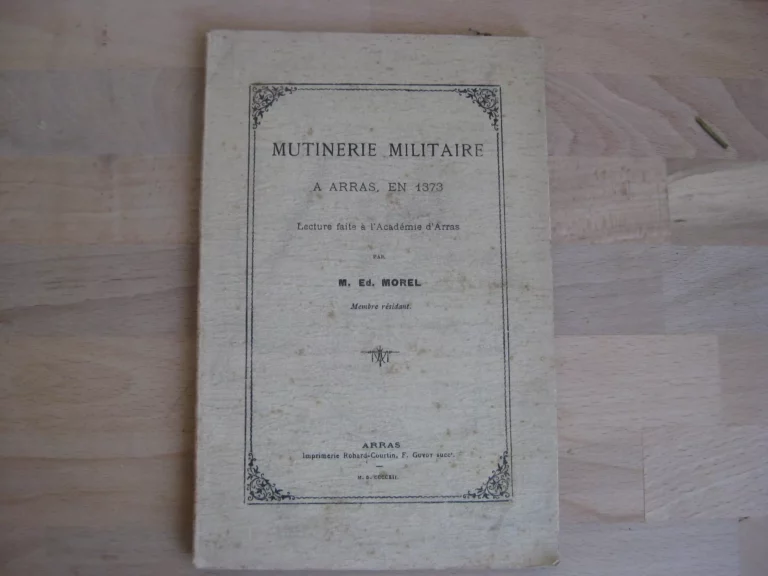 MUTINERIE MILITAIRE
A ARRAS, EN 1373
Lecture faite à l'Académie d'Arras
PAR
M. Ed. MOREL
Membre résidant.
ARRAS
Imprimerie Rohard-Courtin, F. Guyot succʳ.